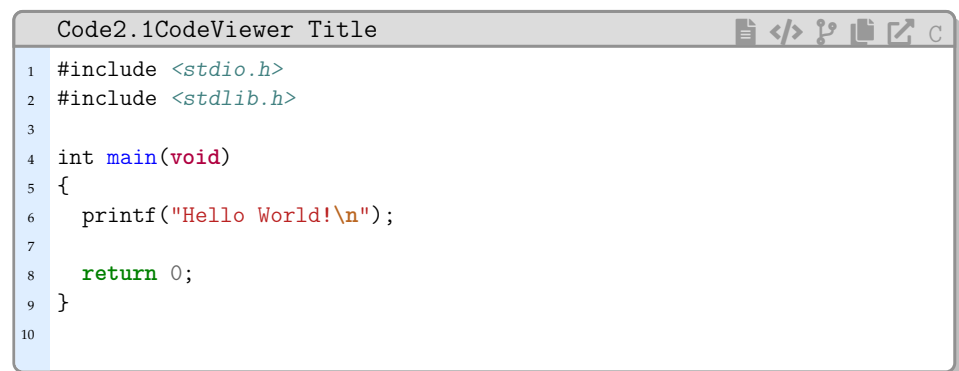 Code2.1CodeViewer Title </> C
1 #include <stdio.h>
2 #include <stdlib.h>
3
4 int main(void)
5 {
6   printf("Hello World!\n");
7
8   return 0;
9 }
10